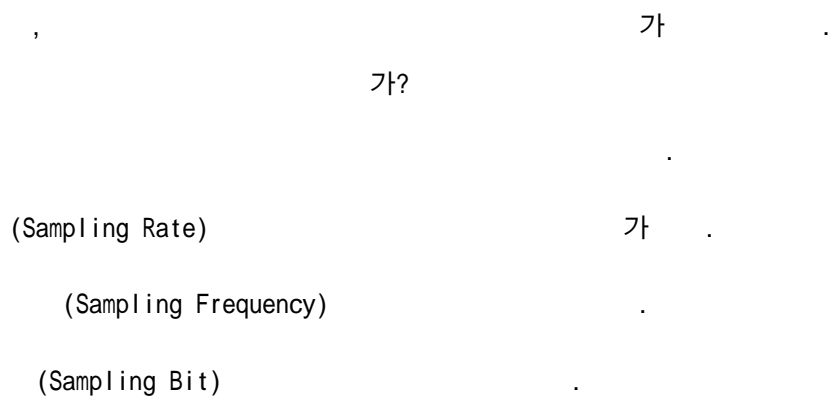 , 가 .
가?
.
(Sampling Rate) 가 .
(Sampling Frequency) .
(Sampling Bit) .